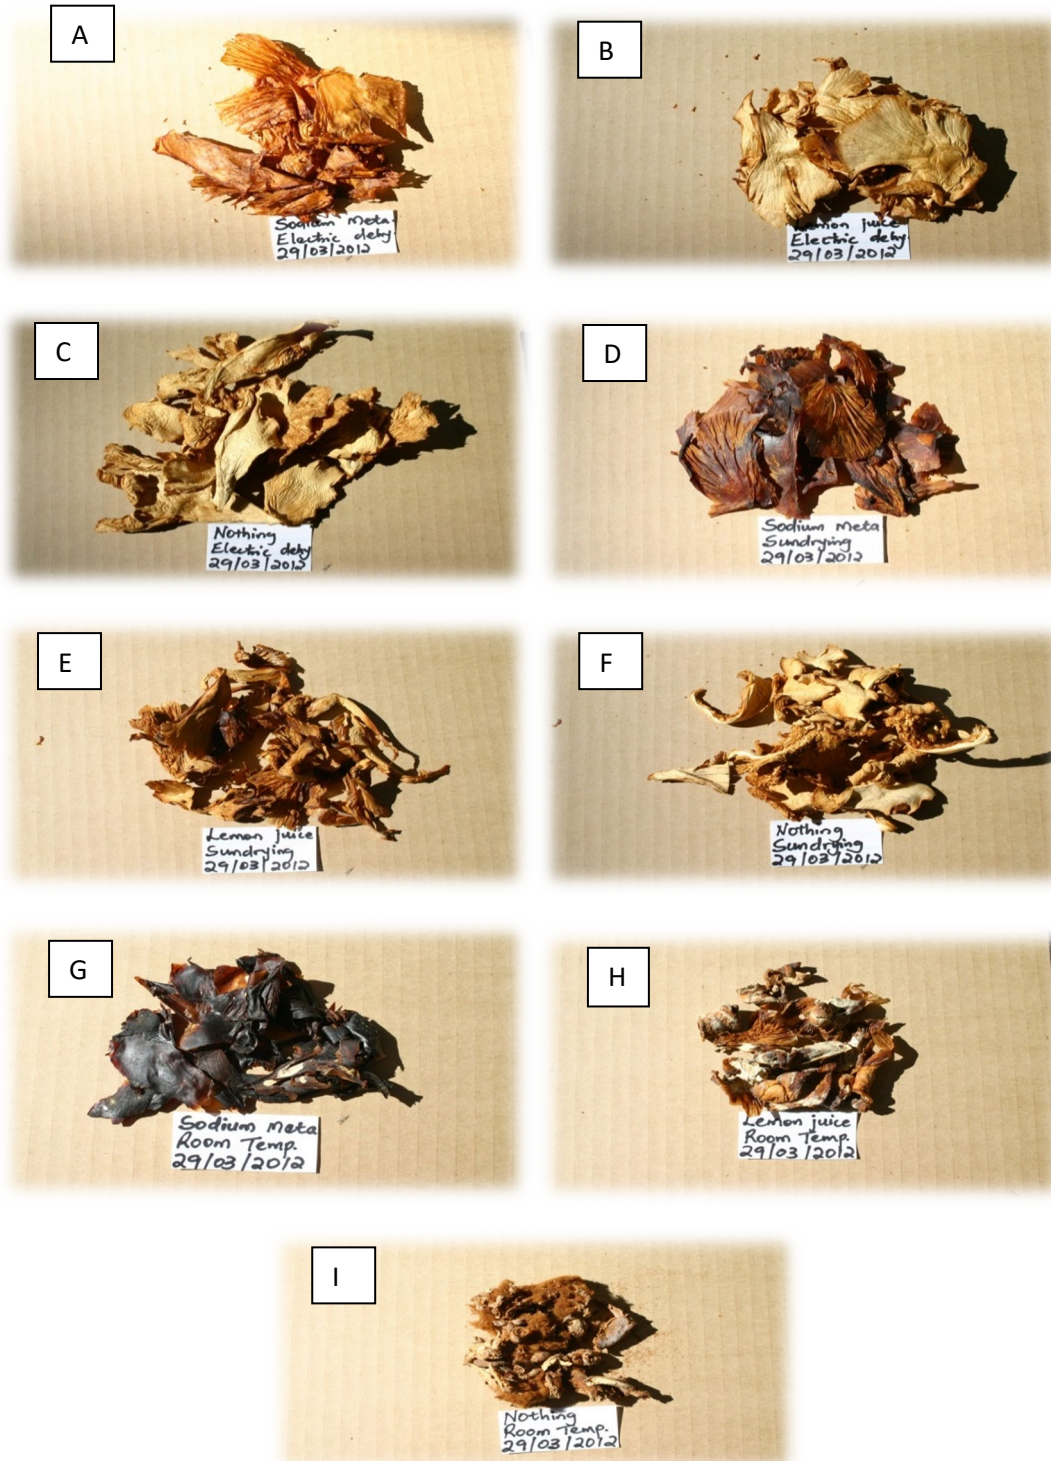 A
Sodium Meta.
Electric dehy
29/03/2012
B
Lemon juice
Electric dehy
29/03/2012
C
Nothing
Electric dehy
29/03/2012
D
Sodium Meta
Sundrying
29/03/2012
E
Lemon juice
Sundrying
29/03/2012
F
Nothing
Sundrying
29/03/2012
G
Sodium Meta
Room Temp.
29/03/2012
H
Lemon juice
Room Temp.
29/03/2012
I
Nothing
Room Temp.
29/03/2012